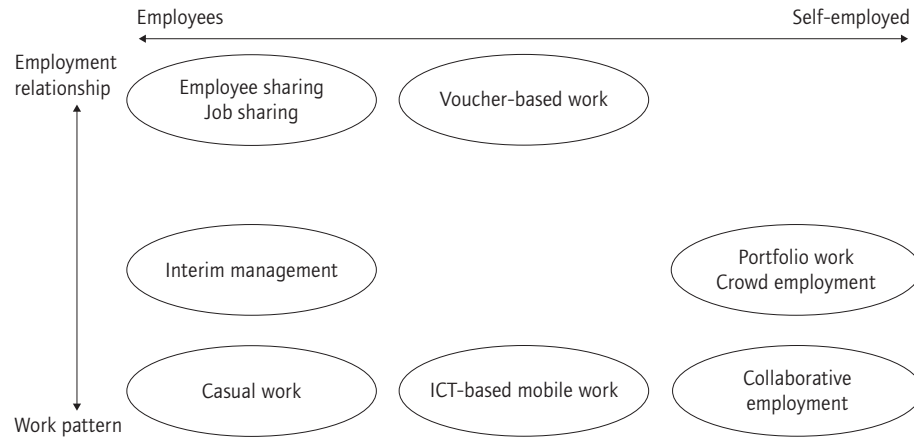 Employees
Self-employed
Employment
relationship
Employee sharing
Job sharing
Voucher-based work
Interim management
Portfolio work
Crowd employment
Casual work
ICT-based mobile work
Collaborative
employment
Work pattern